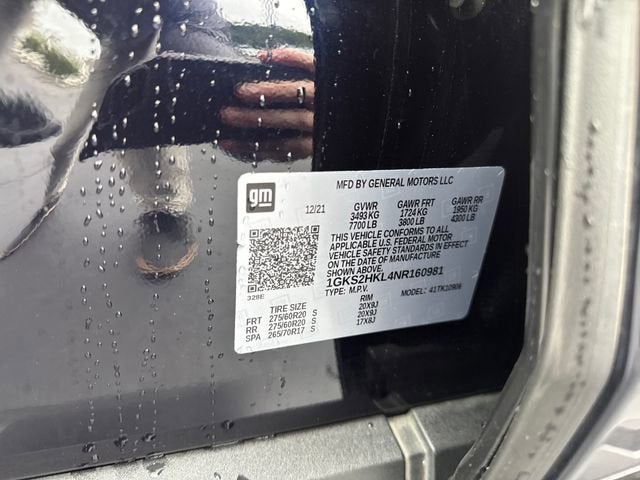 gm
MFD BY GENERAL MOTORS LLC
12/21 GVWR GAWR FRT GAWR RR
3493 KG 1724 KG 1950 KG
7700 LB 3800 LB 4300 LB
THIS VEHICLE CONFORMS TO ALL
APPLICABLE U.S. FEDERAL MOTOR
VEHICLE SAFETY STANDARDS IN EFFECT
ON THE DATE OF MANUFACTURE
SHOWN ABOVE.
1GKS2HKL4NR160981
328E TYPE: M.P.V. MODEL: 41TK10906
TIRE SIZE RIM
FRT 275/60R20 S 20X9J
RR 275/60R20 S 20X9J
SPA 265/70R17 S 17X8J